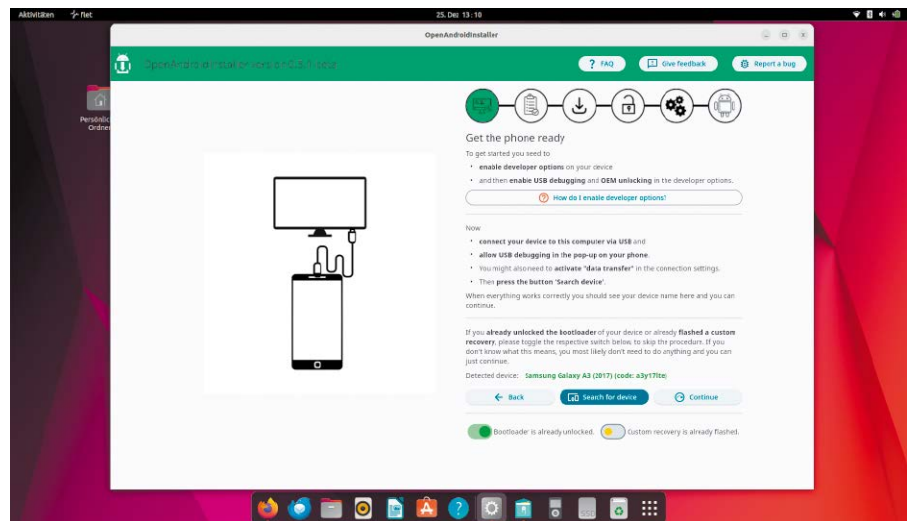 Aktivitäten
flet
25. Dez 13:10
OpenAndroidInstaller
FAQ
Give feedback
Report a bug
Persönlic
Ordner
Get the phone ready
To get started you need to
• enable developer options on your device
• and then enable USB debugging and OEM unlocking in the developer options.
How do I enable developer options?
Now
• connect your device to this computer via USB and
• allow USB debugging in the pop-up on your phone.
• You might also need to activate "data transfer" in the connection settings.
• Then press the button 'Search device'.
When everything works correctly you should see your device name here and you can
continue.
If you already unlocked the bootloader of your device or already flashed a custom
recovery, please toggle the respective switch below, to skip the procedure. If you
don't know what this means, you most likely don't need to do anything and you can
just continue.
Detected device: Samsung Galaxy A3 (2017) (code: a3y17lte)
Back
Search for device
Continue
Bootloader is already unlocked.
Custom recovery is already flashed.